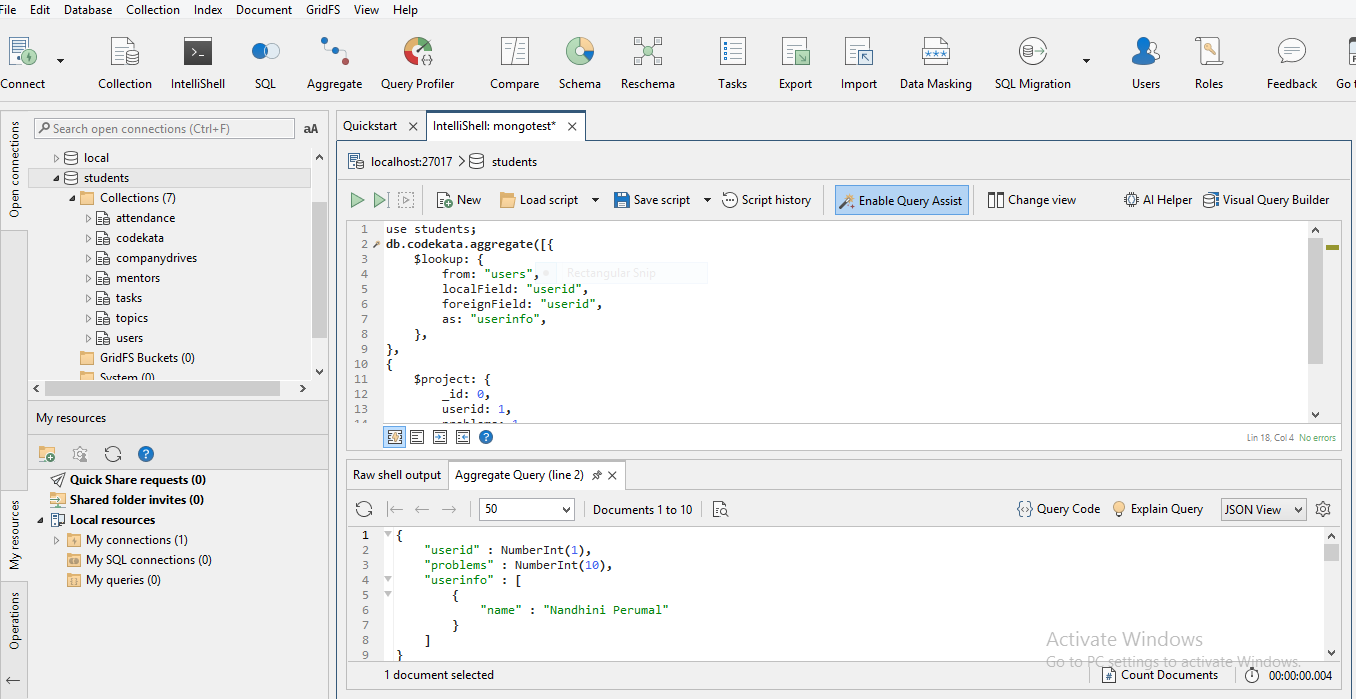 File Edit Database Collection Index Document GridFS View Help
Connect Collection IntelliShell SQL Aggregate Query Profiler Compare Schema Reschema Tasks Export Import Data Masking SQL Migration Users Roles Feedback Go to
Open connections
Search open connections (Ctrl+F) aA
local
students
Collections (7)
attendance
codekata
companydrives
mentors
tasks
topics
users
GridFS Buckets (0)
System (0)
My resources
My resources
Quick Share requests (0)
Shared folder invites (0)
Local resources
My connections (1)
My SQL connections (0)
My queries (0)
Operations
Quickstart IntelliShell: mongotest*
localhost:27017 students
New Load script Save script Script history Enable Query Assist Change view AI Helper Visual Query Builder
1 use students;
2 db.codekata.aggregate([{
3 $lookup: {
4 from: "users",
Rectangular Snip
5 localField: "userid",
6 foreignField: "userid",
7 as: "userinfo",
8 },
9 },
10 {
11 $project: {
12 _id: 0,
13 userid: 1,
14 problems: 1
Lin 18, Col 4 No errors
Raw shell output Aggregate Query (line 2)
50 Documents 1 to 10 Query Code Explain Query JSON View
1 {
2 "userid" : NumberInt(1),
3 "problems" : NumberInt(10),
4 "userinfo" : [
5 {
6 "name" : "Nandhini Perumal"
7 }
8 ]
9 }
Activate Windows
Go to PC settings to activate Windows.
1 document selected Count Documents 00:00:00.004